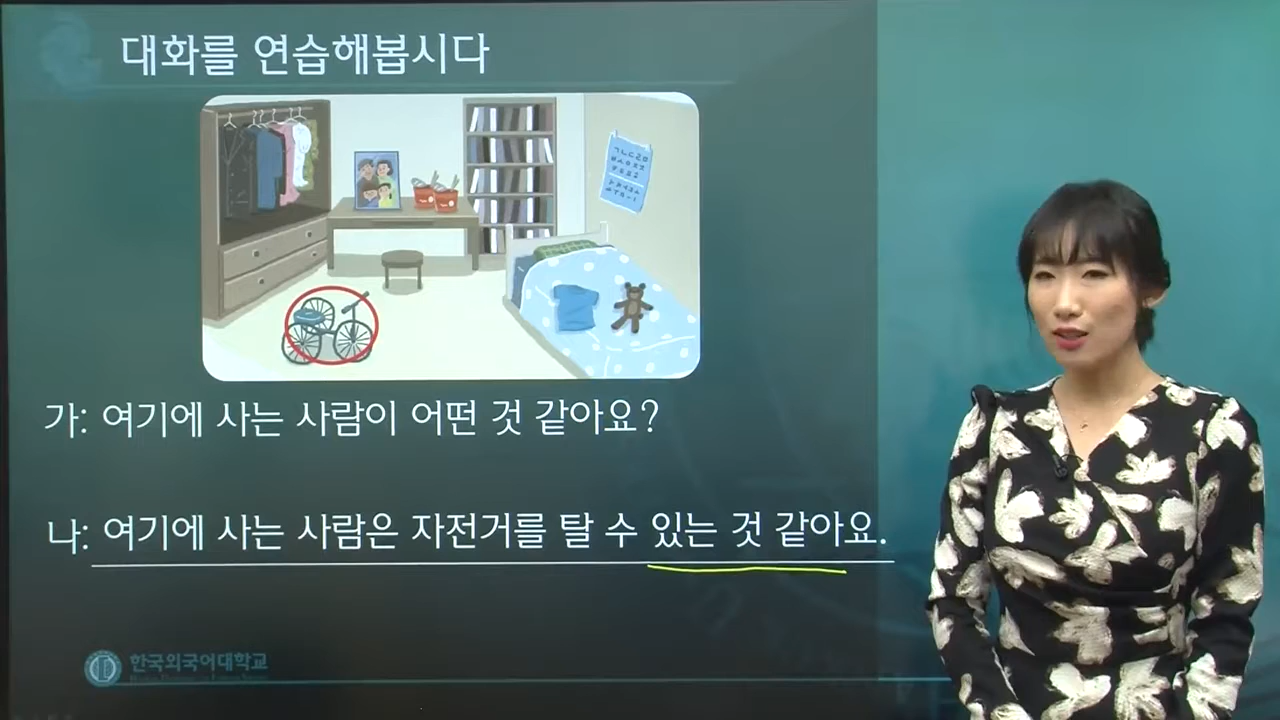 대화를 연습해봅시다
가: 여기에 사는 사람이 어떤 것 같아요?
나: 여기에 사는 사람은 자전거를 탈 수 있는 것 같아요.
한국외국어대학교